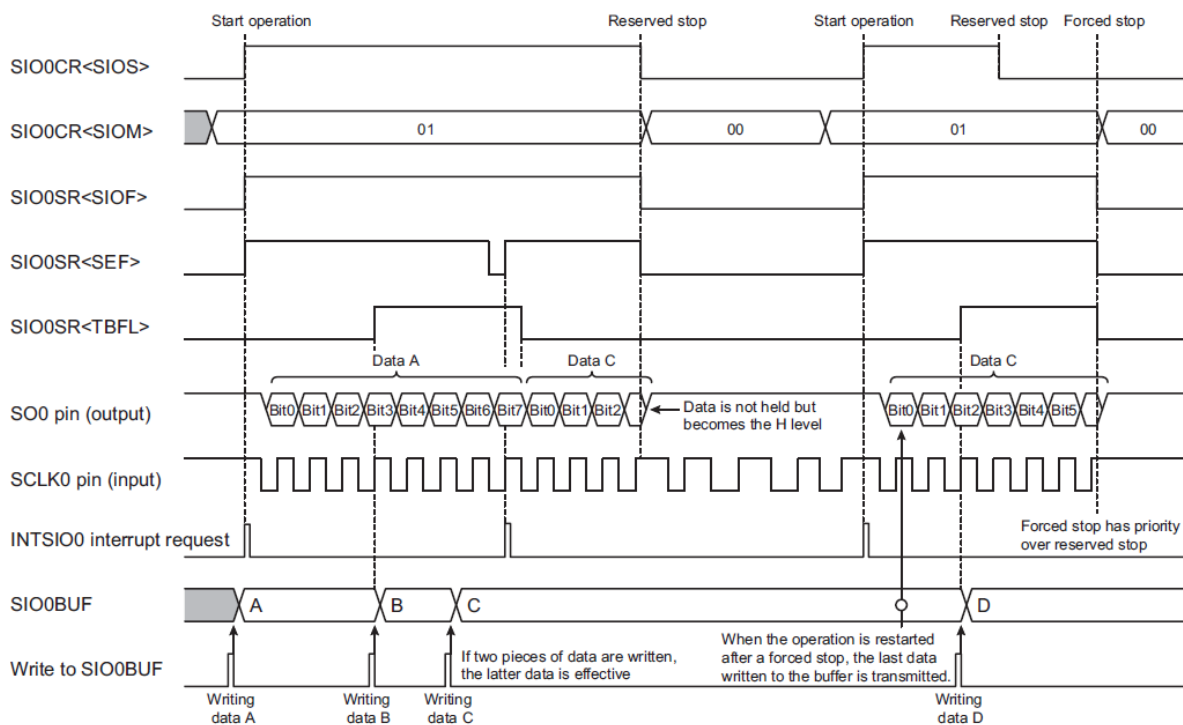 Start operation Reserved stop Start operation Reserved stop Forced stop
SIO0CR<SIOS>
SIO0CR<SIOM> 01 00 01 00
SIO0SR<SIOF>
SIO0SR<SEF>
SIO0SR<TBFL>
Data A Data C Data C
SO0 pin (output) Bit0 Bit1 Bit2 Bit3 Bit4 Bit5 Bit6 Bit7 Bit0 Bit1 Bit2 Bit0 Bit1 Bit2 Bit3 Bit4 Bit5
Data is not held but
becomes the H level
SCLK0 pin (input)
INTSIO0 interrupt request
Forced stop has priority
over reserved stop
SIO0BUF A B C D
Write to SIO0BUF
If two pieces of data are written,
the latter data is effective
When the operation is restarted
after a forced stop, the last data
written to the buffer is transmitted.
Writing
data A
Writing
data B
Writing
data C
Writing
data D